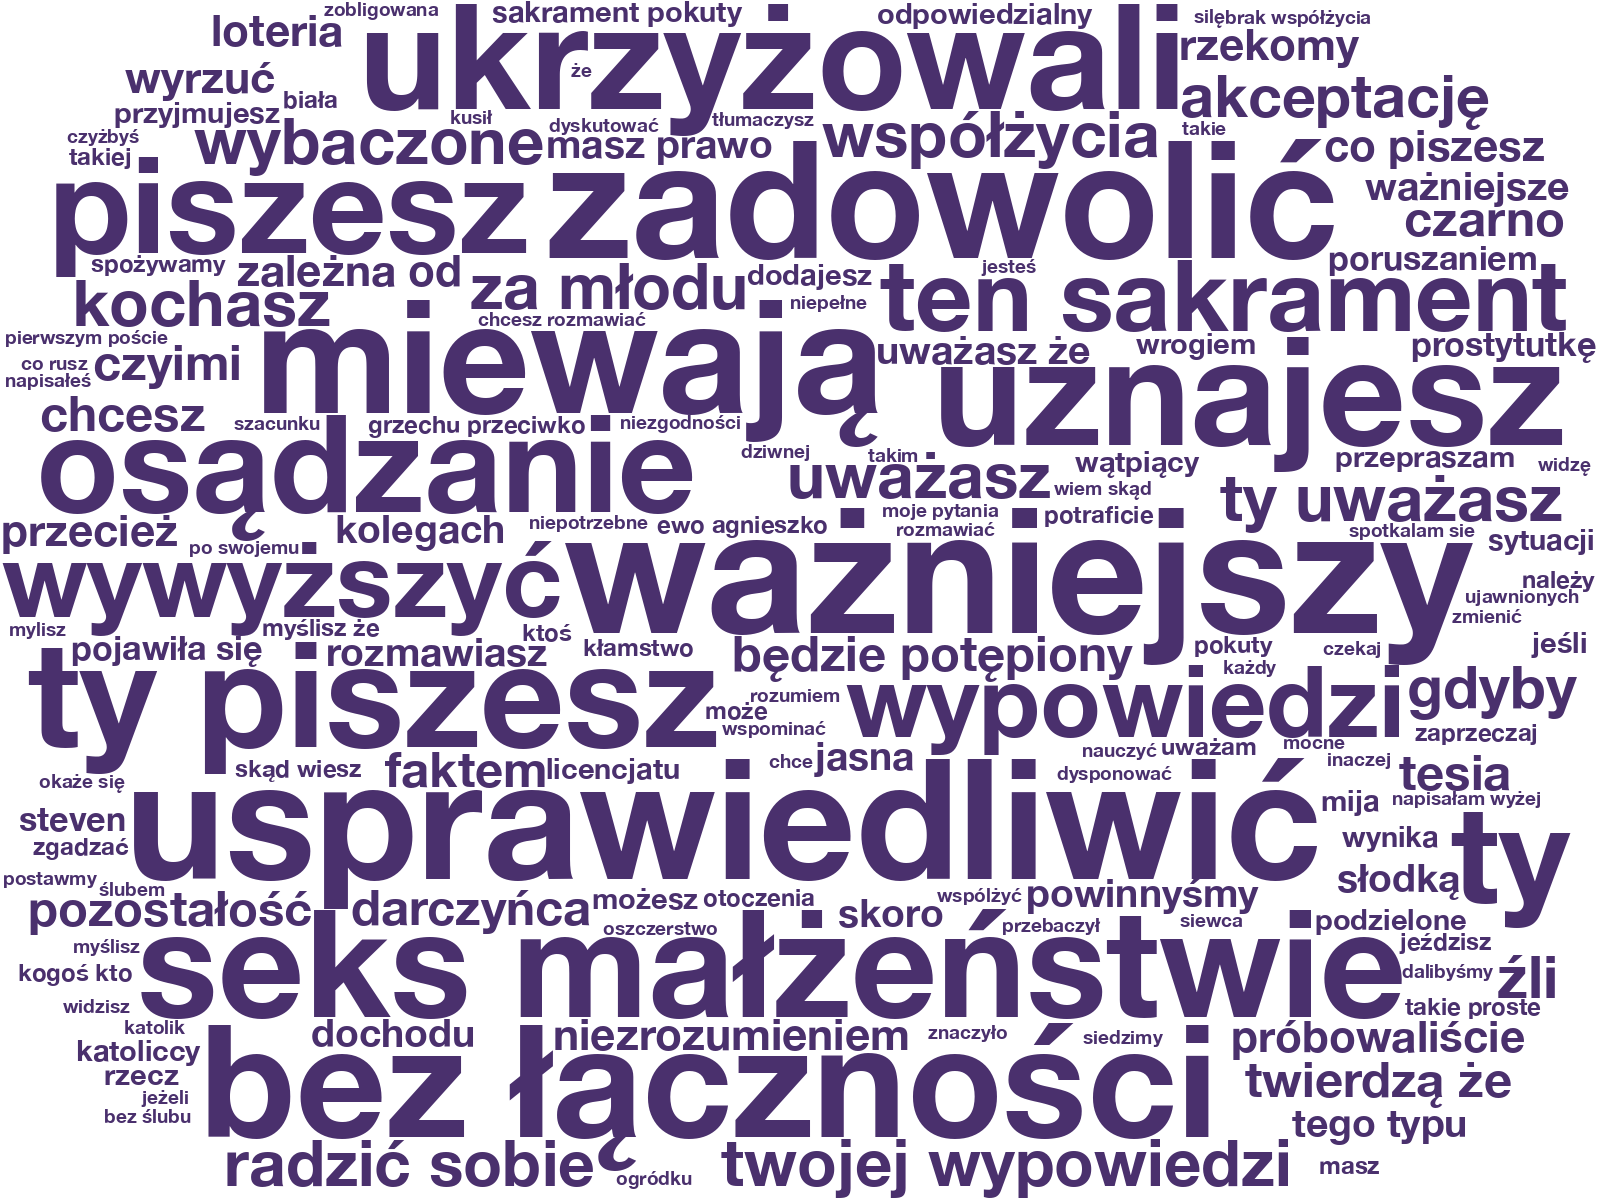 zobligowana sakrament pokuty odpowiedzialny silębrak współżycia
loteria ukrzyżowali rzekomy
wyrzuć że akceptację
przyjmujesz biała kusił dyskutować tłumaczysz takie
czyżbyś wybaczone masz prawo współżycia co piszesz
takiej
piszesz zadowolić ważniejsze
czarno
spożywamy zależna od za młodu dodajesz jesteś poruszaniem
kochasz niepełne ten sakrament
chcesz rozmawiać
pierwszym poście miewają uważasz że wrogiem prostytutkę
co rusz czyimi uznajesz
napisałeś
chcesz szacunku grzechu przeciwko niezgodności
osądzanie dziwnej takim wątpiący przepraszam widzę
uważasz wiem skąd ty uważasz
przecież kolegach niepotrzebne ewo agnieszko moje pytania potraficie
rozmawiać spotkalam sie sytuacji
po swojemu
wywyższyć ważniejszy należy
ujawnionych
mylisz myślisz że ktoś kłamstwo zmienić
pojawiła się rozmawiasz będzie potępiony pokuty czekaj jeśli
każdy
ty piszesz rozumiem wypowiedzi gdyby
może
wspominać zaprzeczaj
skąd wiesz faktem licencjatu chce jasna nauczyć uważam mocne
inaczej
okaże się dysponować tesia
steven usprawiedliwić mija napisałam wyżej
zgadzać wynika ty
postawmy ślubem słodką
pozostałość darczyńca możesz otoczenia skoro wspólżyć powinnyśmy
oszczerstwo przebaczył siewca podzielone
myślisz seks małżeństwie jeździsz
kogoś kto dalibyśmy źli
widzisz takie proste
katolik dochodu niezrozumieniem znaczyło siedzimy próbowaliście
katoliccy
rzecz bez łączności twierdzą że
jeżeli
bez ślubu tego typu
radzić sobie ogródku twojej wypowiedzi masz